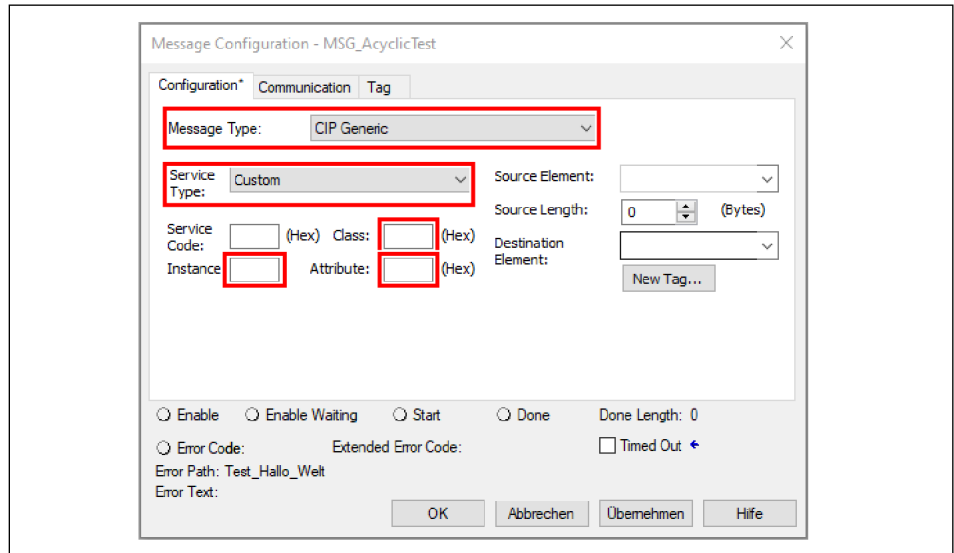 Message Configuration - MSG_AcyclicTest
Configuration* Communication Tag
Message Type: CIP Generic
Service Type: Custom
Source Element:
Source Length: 0 (Bytes)
Service Code: (Hex) Class: (Hex)
Destination Element:
Instance Attribute: (Hex)
New Tag...
Enable Enable Waiting Start Done Done Length: 0
Error Code: Extended Error Code: Timed Out
Error Path: Test_Hallo_Welt
Error Text:
OK Abbrechen Übernehmen Hilfe